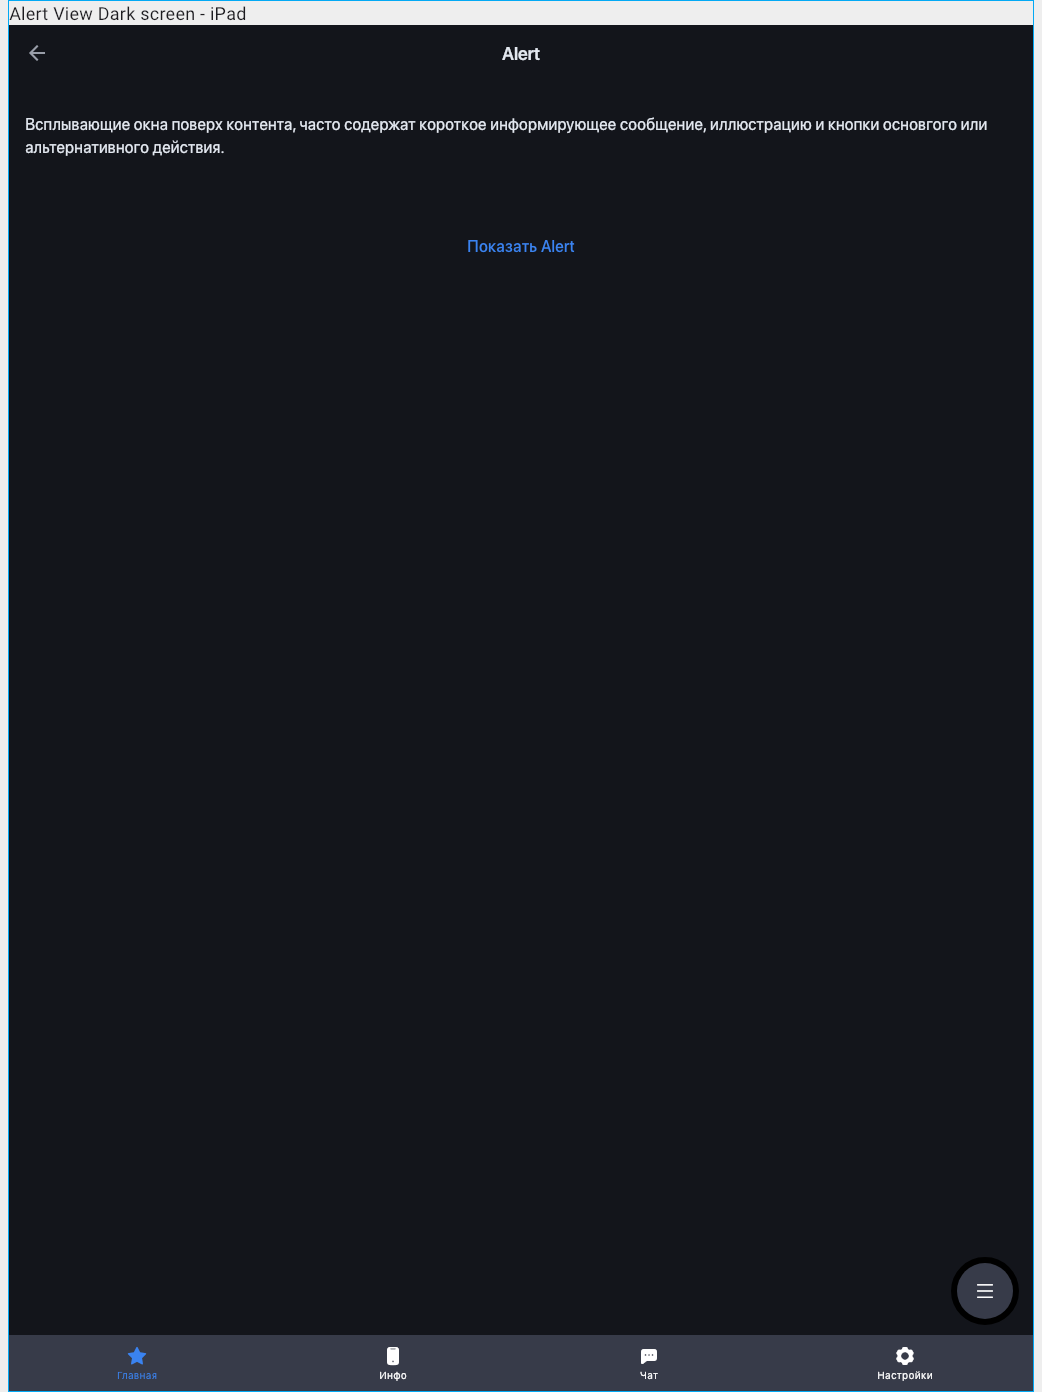 Alert View Dark screen - iPad
Alert
Всплывающие окна поверх контента, часто содержат короткое информирующее сообщение, иллюстрацию и кнопки основгого или
альтернативного действия.
Показать Alert
Главная
Инфо
Чат
Настройки